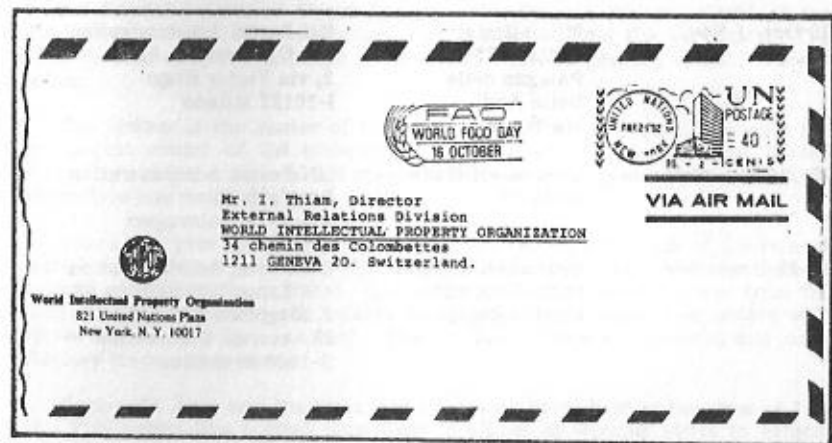 FAO
WORLD FOOD DAY
16 OCTOBER
UNITED NATIONS
NEW YORK
UN
POSTAGE
40
CENTS
VIA AIR MAIL
Mr. I. Thiam, Director
External Relations Division
WORLD INTELLECTUAL PROPERTY ORGANIZATION
34 chemin des Colombettes
1211 GENEVA 20. Switzerland.
World Intellectual Property Organization
821 United Nations Plaza
New York, N. Y. 10017